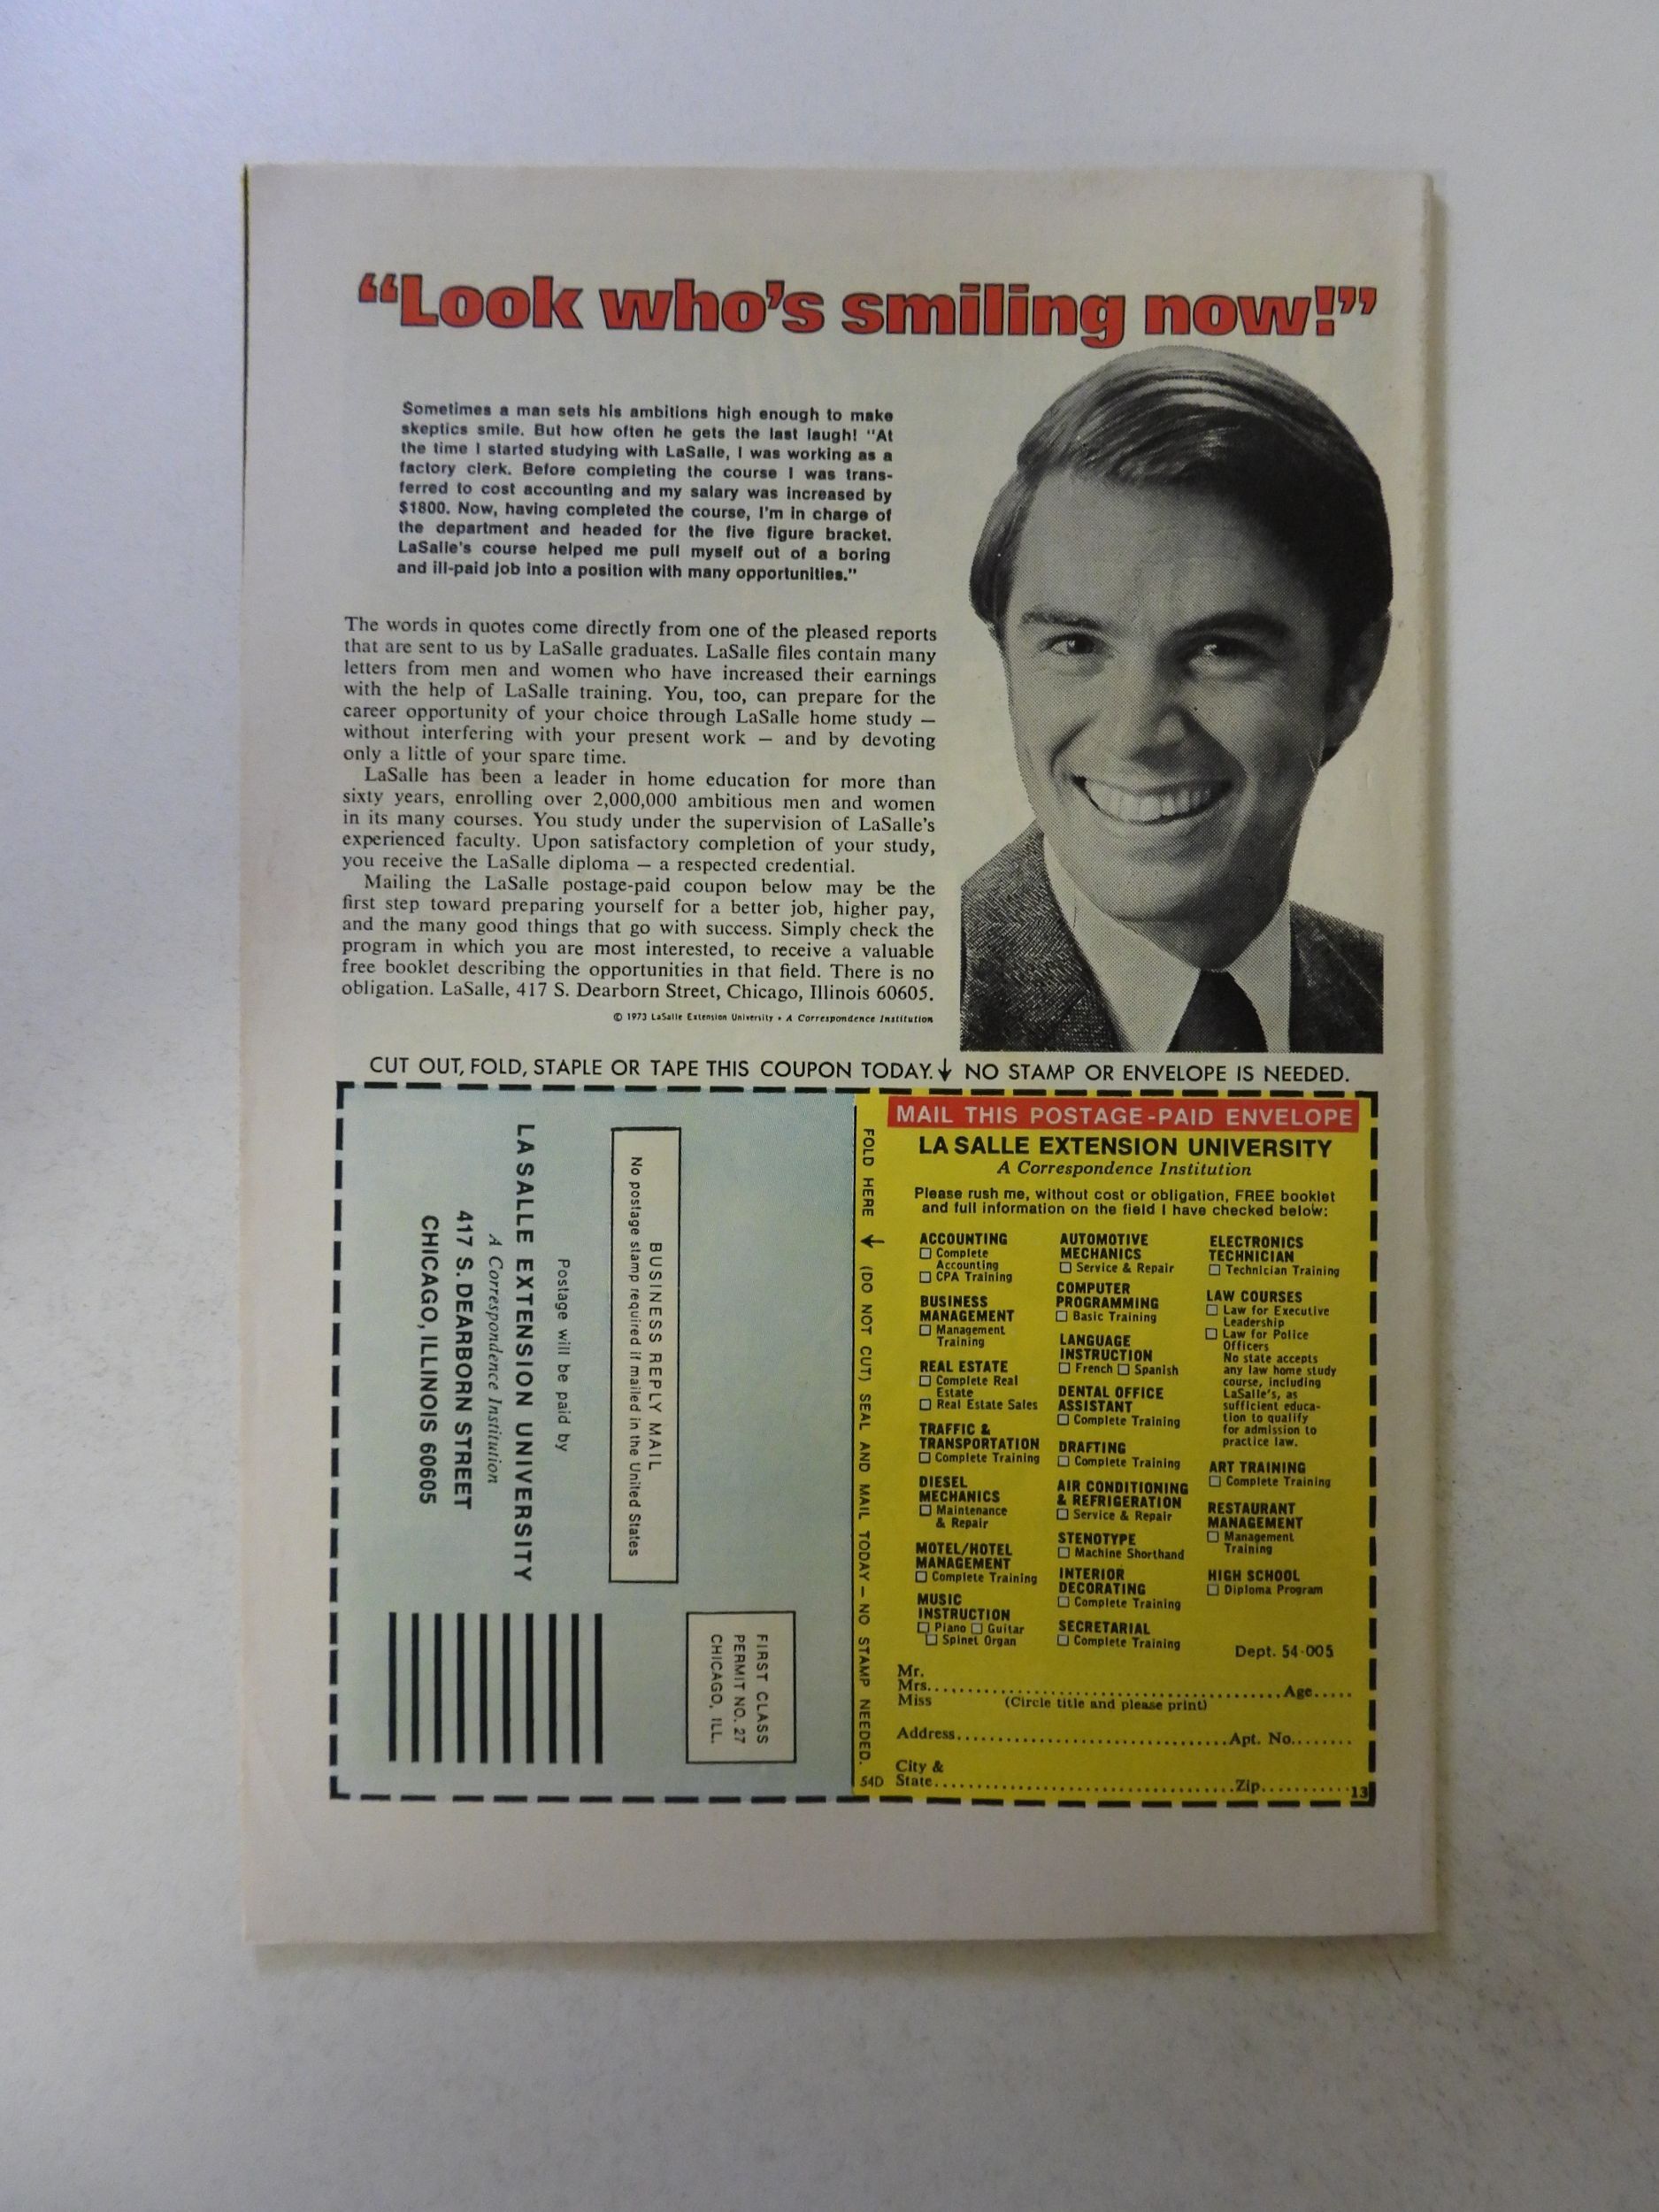 “Look who’s smiling now!”
Sometimes a man sets his ambitions high enough to make
skeptics smile. But how often he gets the last laugh! “At
the time I started studying with LaSalle, I was working as a
factory clerk. Before completing the course I was trans-
ferred to cost accounting and my salary was increased by
$1800. Now, having completed the course, I'm in charge of
the department and headed for the five figure bracket.
LaSalle's course helped me pull myself out of a boring
and ill-paid job into a position with many opportunities."
The words in quotes come directly from one of the pleased reports
that are sent to us by LaSalle graduates. LaSalle files contain many
letters from men and women who have increased their earnings
with the help of LaSalle training. You, too, can prepare for the
career opportunity of your choice through LaSalle home study —
without interfering with your present work — and by devoting
only a little of your spare time.
LaSalle has been a leader in home education for more than
sixty years, enrolling over 2,000,000 ambitious men and women
in its many courses. You study under the supervision of LaSalle's
experienced faculty. Upon satisfactory completion of your study,
you receive the LaSalle diploma — a respected credential.
Mailing the LaSalle postage-paid coupon below may be the
first step toward preparing yourself for a better job, higher pay,
and the many good things that go with success. Simply check the
program in which you are most interested, to receive a valuable
free booklet describing the opportunities in that field. There is no
obligation. LaSalle, 417 S. Dearborn Street, Chicago, Illinois 60605.
© 1973 LaSalle Extension University • A Correspondence Institution
CUT OUT, FOLD, STAPLE OR TAPE THIS COUPON TODAY.↓ NO STAMP OR ENVELOPE IS NEEDED.
FIRST CLASS
PERMIT NO. 27
CHICAGO, ILL.
BUSINESS REPLY MAIL
No postage stamp required if mailed in the United States
Postage will be paid by
LA SALLE EXTENSION UNIVERSITY
A Correspondence Institution
417 S. DEARBORN STREET
CHICAGO, ILLINOIS 60605
FOLD HERE ↓ (DO NOT CUT) SEAL AND MAIL TODAY – NO STAMP NEEDED.
54D
MAIL THIS POSTAGE-PAID ENVELOPE
LA SALLE EXTENSION UNIVERSITY
A Correspondence Institution
Please rush me, without cost or obligation, FREE booklet
and full information on the field I have checked below:
ACCOUNTING
☐ Complete
Accounting
☐ CPA Training
BUSINESS
MANAGEMENT
☐ Management
Training
REAL ESTATE
☐ Complete Real
Estate
☐ Real Estate Sales
TRAFFIC &
TRANSPORTATION
☐ Complete Training
DIESEL
MECHANICS
☐ Maintenance
& Repair
MOTEL/HOTEL
MANAGEMENT
☐ Complete Training
MUSIC
INSTRUCTION
☐ Piano ☐ Guitar
☐ Spinet Organ
AUTOMOTIVE
MECHANICS
☐ Service & Repair
COMPUTER
PROGRAMMING
☐ Basic Training
LANGUAGE
INSTRUCTION
☐ French ☐ Spanish
DENTAL OFFICE
ASSISTANT
☐ Complete Training
DRAFTING
☐ Complete Training
AIR CONDITIONING
& REFRIGERATION
☐ Service & Repair
STENOTYPE
☐ Machine Shorthand
INTERIOR
DECORATING
☐ Complete Training
SECRETARIAL
☐ Complete Training
ELECTRONICS
TECHNICIAN
☐ Technician Training
LAW COURSES
☐ Law for Executive
Leadership
☐ Law for Police
Officers
No state accepts
any law home study
course, including
LaSalle's, as
sufficient educa-
tion to qualify
for admission to
practice law.
ART TRAINING
☐ Complete Training
RESTAURANT
MANAGEMENT
☐ Management
Training
HIGH SCHOOL
☐ Diploma Program
Dept. 54-005
Mr.
Mrs. Age
Miss (Circle title and please print)
Address Apt. No.
City &
State Zip
13